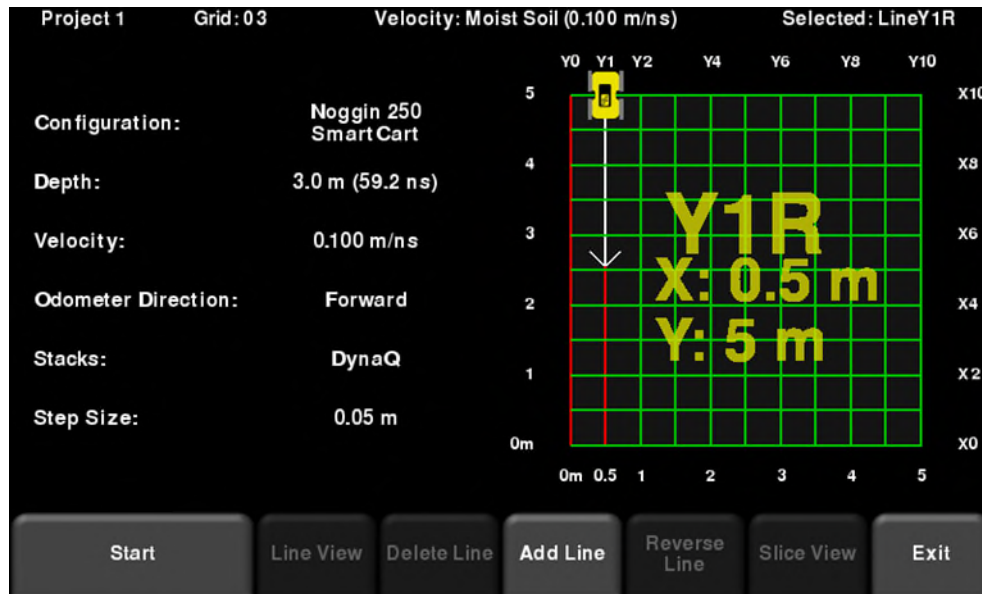 Project 1 Grid: 03 Velocity: Moist Soil (0.100 m/ns) Selected: LineY1R
Y0 Y1 Y2 Y4 Y6 Y8 Y10
Configuration: Noggin 250
SmartCart
Depth: 3.0 m (59.2 ns)
Velocity: 0.100 m/ns
Odometer Direction: Forward
Stacks: DynaQ
Step Size: 0.05 m
5 X10
4 X8
3 X6
2 X4
1 X2
0m X0
Y1R
X: 0.5 m
Y: 5 m
0m 0.5 1 2 3 4 5
Start
Line View
Delete Line
Add Line
Reverse
Line
Slice View
Exit